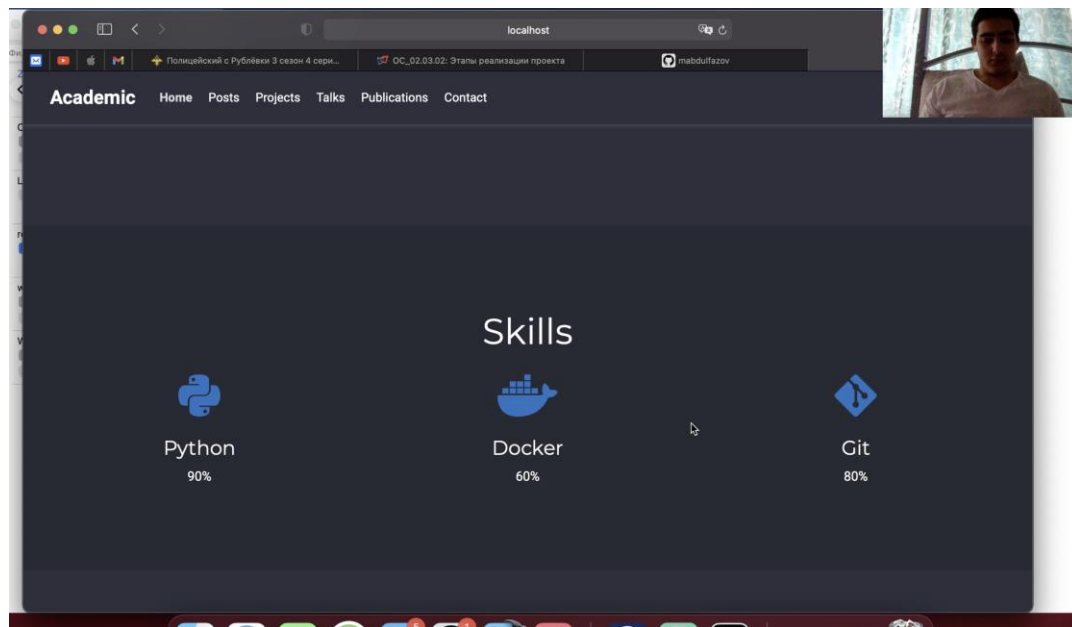 localhost
Полицейский с Рублёвки 3 сезон 4 сери...
ОС_02.03.02: Этапы реализации проекта
mabdulfazov
Academic Home Posts Projects Talks Publications Contact
Skills
Python
Docker
Git
90%
60%
80%